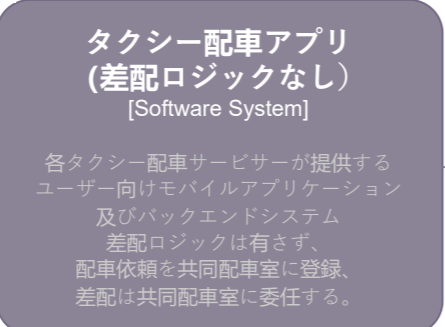 タクシー配車アプリ
(差配ロジックなし）
[Software System]
各タクシー配車サービサーが提供する
ユーザー向けモバイルアプリケーション
及びバックエンドシステム
差配ロジックは有さず、
配車依頼を共同配車室に登録、
差配は共同配車室に委任する。